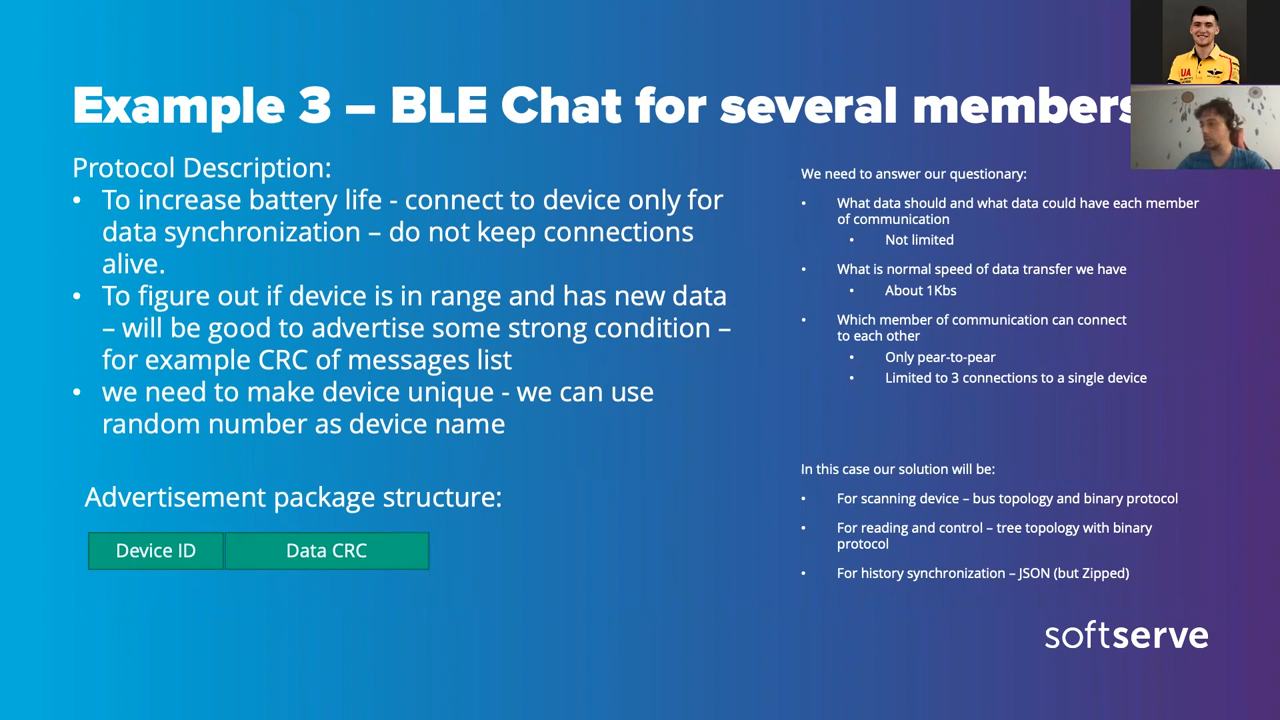 Example 3 – BLE Chat for several members
Protocol Description:
• To increase battery life - connect to device only for
data synchronization – do not keep connections
alive.
• To figure out if device is in range and has new data
– will be good to advertise some strong condition –
for example CRC of messages list
• we need to make device unique - we can use
random number as device name
Advertisement package structure:
Device ID
Data CRC
We need to answer our questionary:
• What data should and what data could have each member
of communication
• Not limited
• What is normal speed of data transfer we have
• About 1Kbs
• Which member of communication can connect
to each other
• Only pear-to-pear
• Limited to 3 connections to a single device
In this case our solution will be:
• For scanning device – bus topology and binary protocol
• For reading and control – tree topology with binary
protocol
• For history synchronization – JSON (but Zipped)
softserve
UA